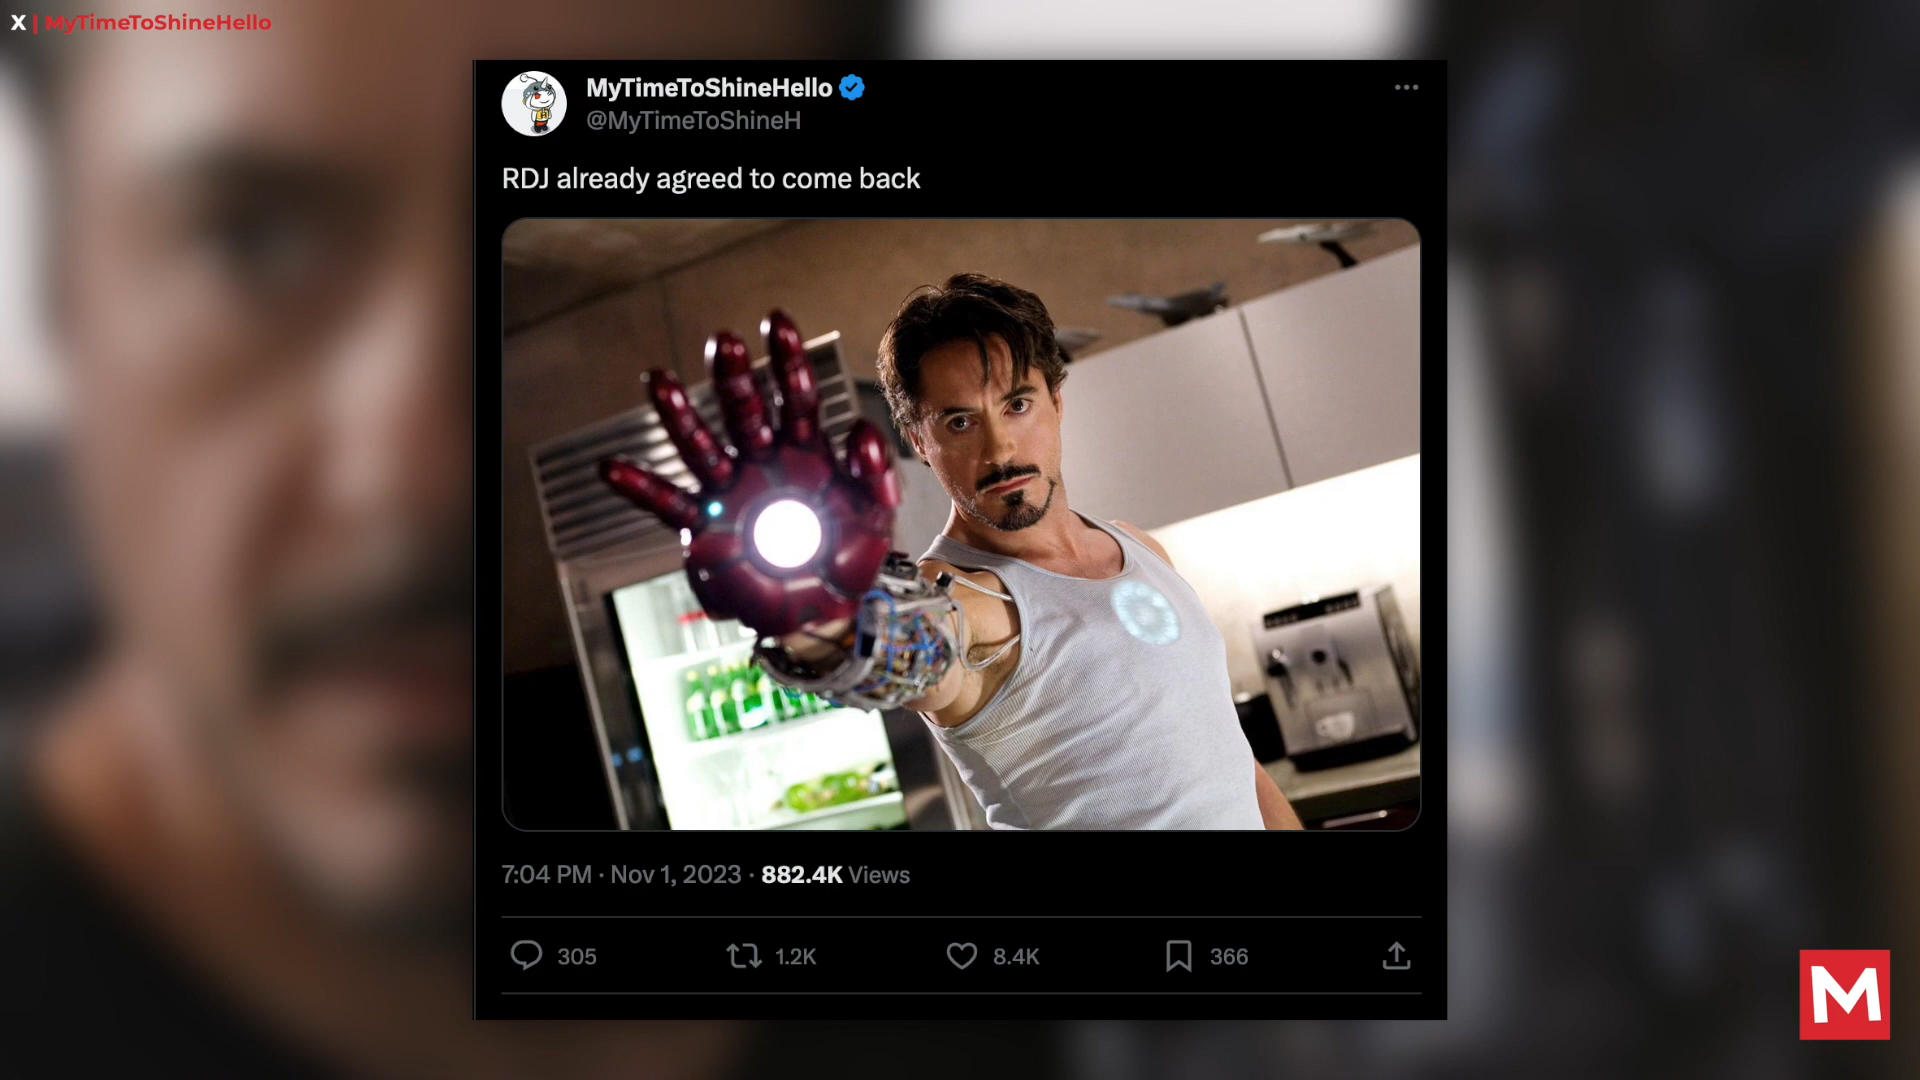 X | MyTimeToShineHello
MyTimeToShineHello
@MyTimeToShineH
RDJ already agreed to come back
7:04 PM · Nov 1, 2023 · 882.4K Views
305 1.2K 8.4K 366
M